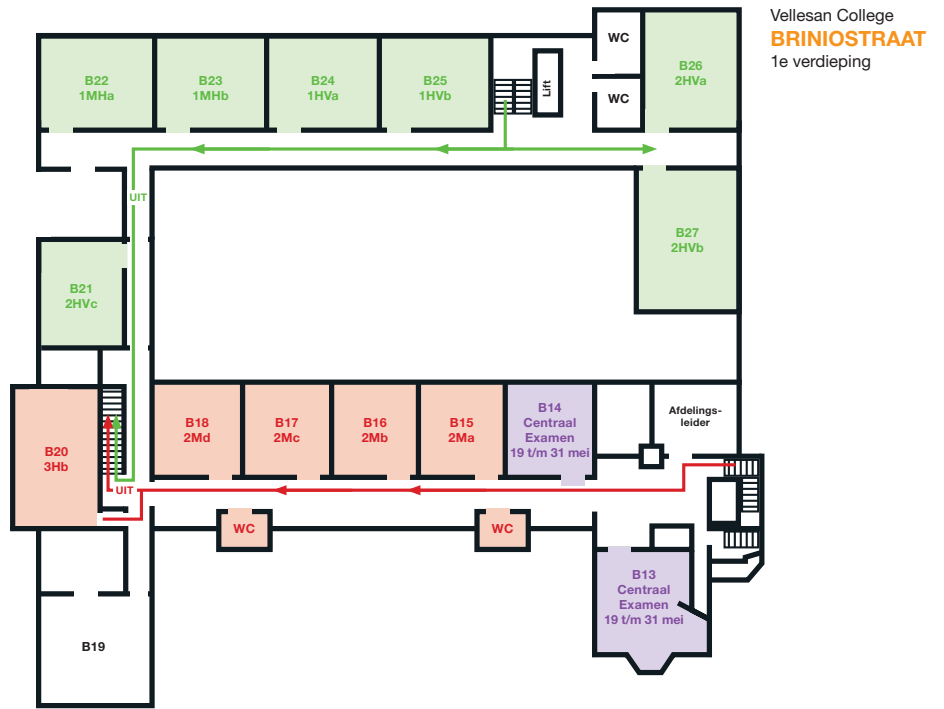 Vellesan College
BRINIOSTRAAT
1e verdieping
WC
WC
B26
2HVa
B22
1MHa
B23
1MHb
B24
1HVa
B25
1HVb
Lift
UIT
B27
2HVb
B21
2HVc
B20
3Hb
B18
2Md
B17
2Mc
B16
2Mb
B15
2Ma
B14
Centraal
Examen
19 t/m 31 mei
Afdelings-
leider
UIT
WC
WC
B13
Centraal
Examen
19 t/m 31 mei
B19